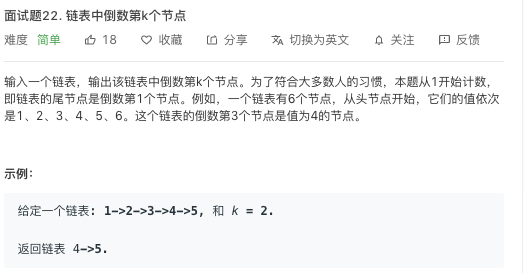 面试题22. 链表中倒数第k个节点
难度 简单 18 收藏 分享 切换为英文 关注 反馈
输入一个链表，输出该链表中倒数第k个节点。为了符合大多数人的习惯，本题从1开始计数，
即链表的尾节点是倒数第1个节点。例如，一个链表有6个节点，从头节点开始，它们的值依次
是1、2、3、4、5、6。这个链表的倒数第3个节点是值为4的节点。
示例：
给定一个链表: 1->2->3->4->5, 和 k = 2.
返回链表 4->5.